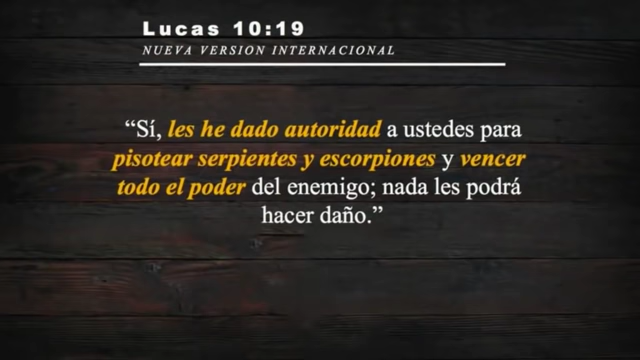 Lucas 10:19
NUEVA VERSION INTERNACIONAL
“Sí, les he dado autoridad a ustedes para
pisotear serpientes y escorpiones y vencer
todo el poder del enemigo; nada les podrá
hacer daño.”